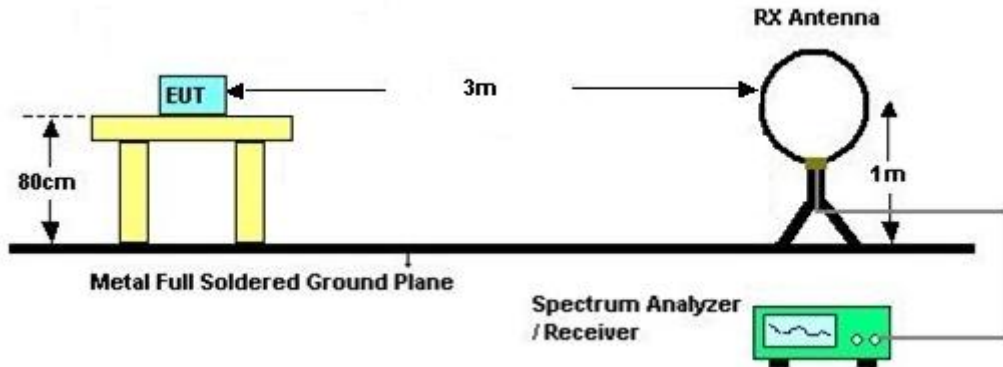 RX Antenna
EUT
3m
80cm
1m
Metal Full Soldered Ground Plane
Spectrum Analyzer
/ Receiver